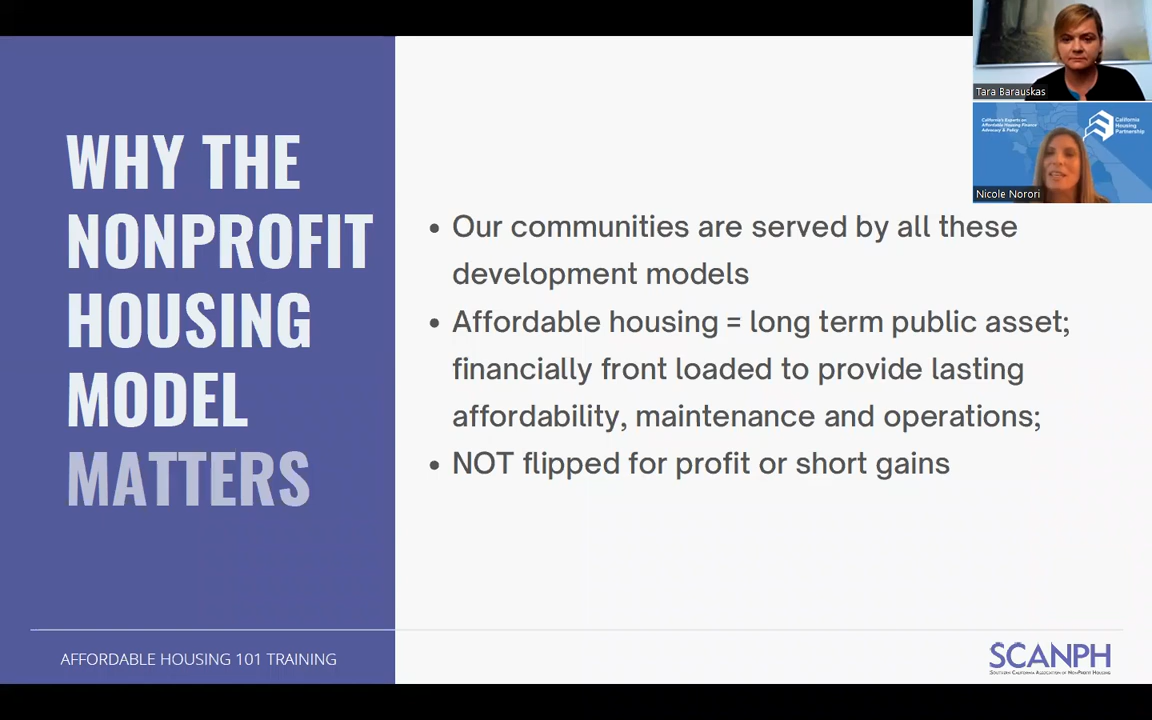 WHY THE
NONPROFIT
HOUSING
MODEL
MATTERS
• Our communities are served by all these
development models
• Affordable housing = long term public asset;
financially front loaded to provide lasting
affordability, maintenance and operations;
• NOT flipped for profit or short gains
AFFORDABLE HOUSING 101 TRAINING
SCANPH
SOUTHERN CALIFORNIA ASSOCIATION OF NONPROFIT HOUSING
Tara Barauskas
California's Experts on
Affordable Housing Finance
Advocacy & Policy
California
Housing
Partnership
Nicole Norori